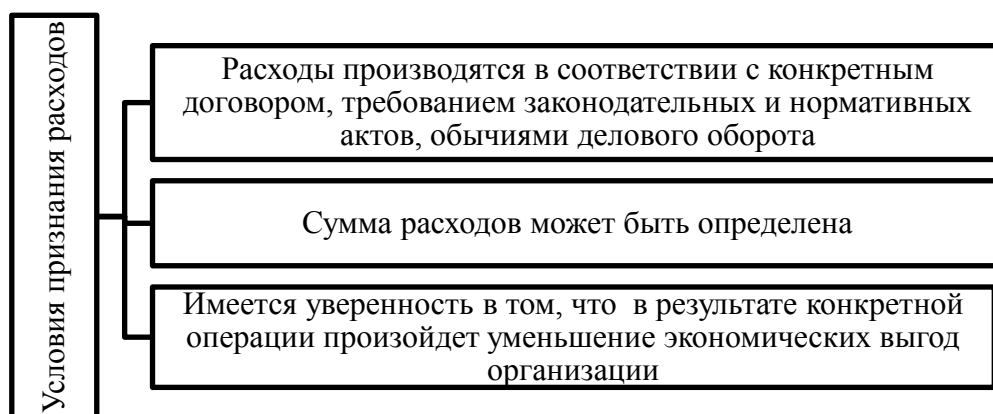 Условия признания расходов
Расходы производятся в соответствии с конкретным
договором, требованием законодательных и нормативных
актов, обычиями делового оборота
Сумма расходов может быть определена
Имеется уверенность в том, что в результате конкретной
операции произойдет уменьшение экономических выгод
организации